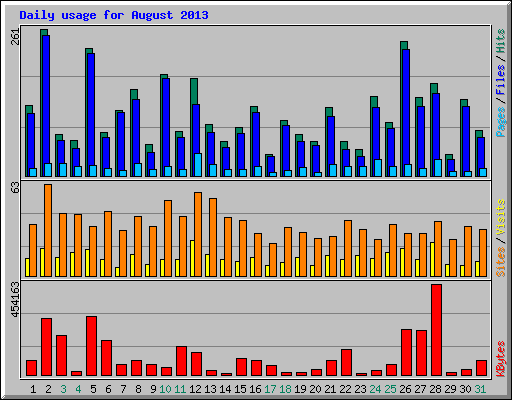 Daily usage for August 2013
261
Pages / Files / Hits
63
Sites / Visits
454163
KBytes
1 2 3 4 5 6 7 8 9 10 11 12 13 14 15 16 17 18 19 20 21 22 23 24 25 26 27 28 29 30 31